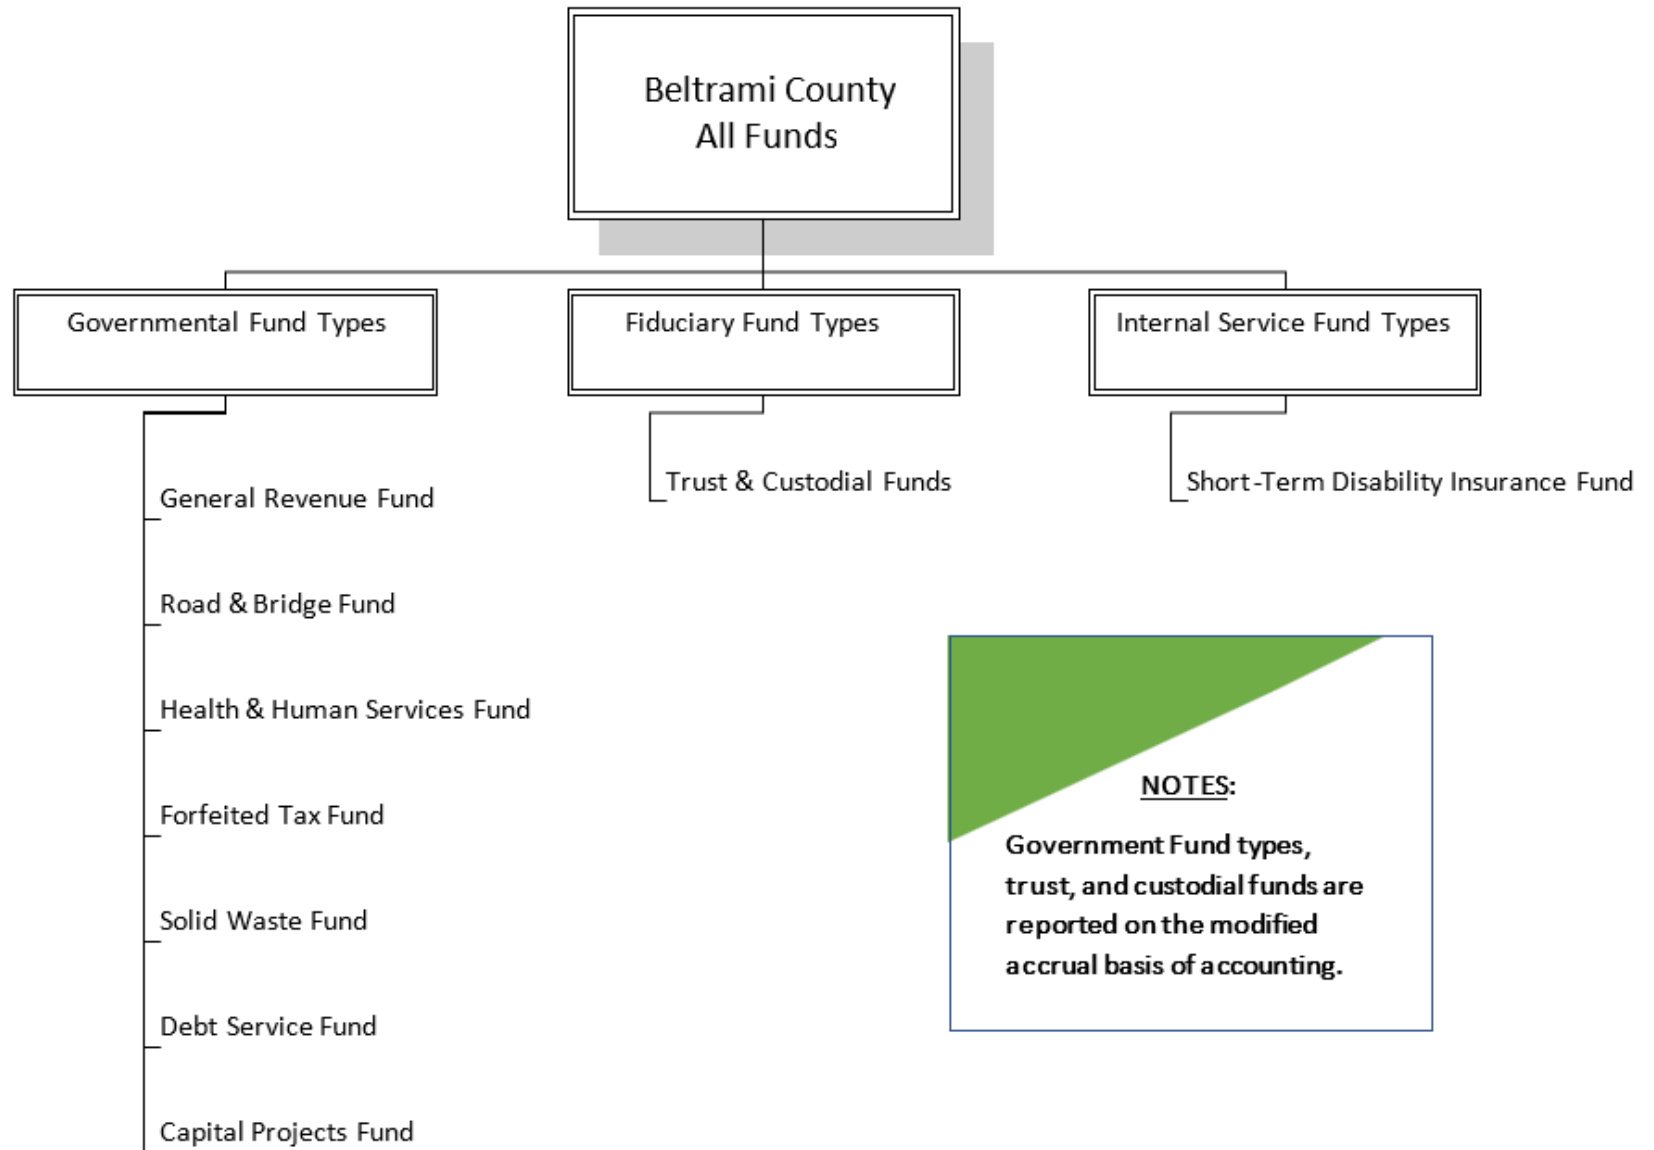 Beltrami County
All Funds
Governmental Fund Types
Fiduciary Fund Types
Internal Service Fund Types
General Revenue Fund
Road & Bridge Fund
Health & Human Services Fund
Forfeited Tax Fund
Solid Waste Fund
Debt Service Fund
Capital Projects Fund
Trust & Custodial Funds
Short-Term Disability Insurance Fund
NOTES:
Government Fund types,
trust, and custodial funds are
reported on the modified
accrual basis of accounting.